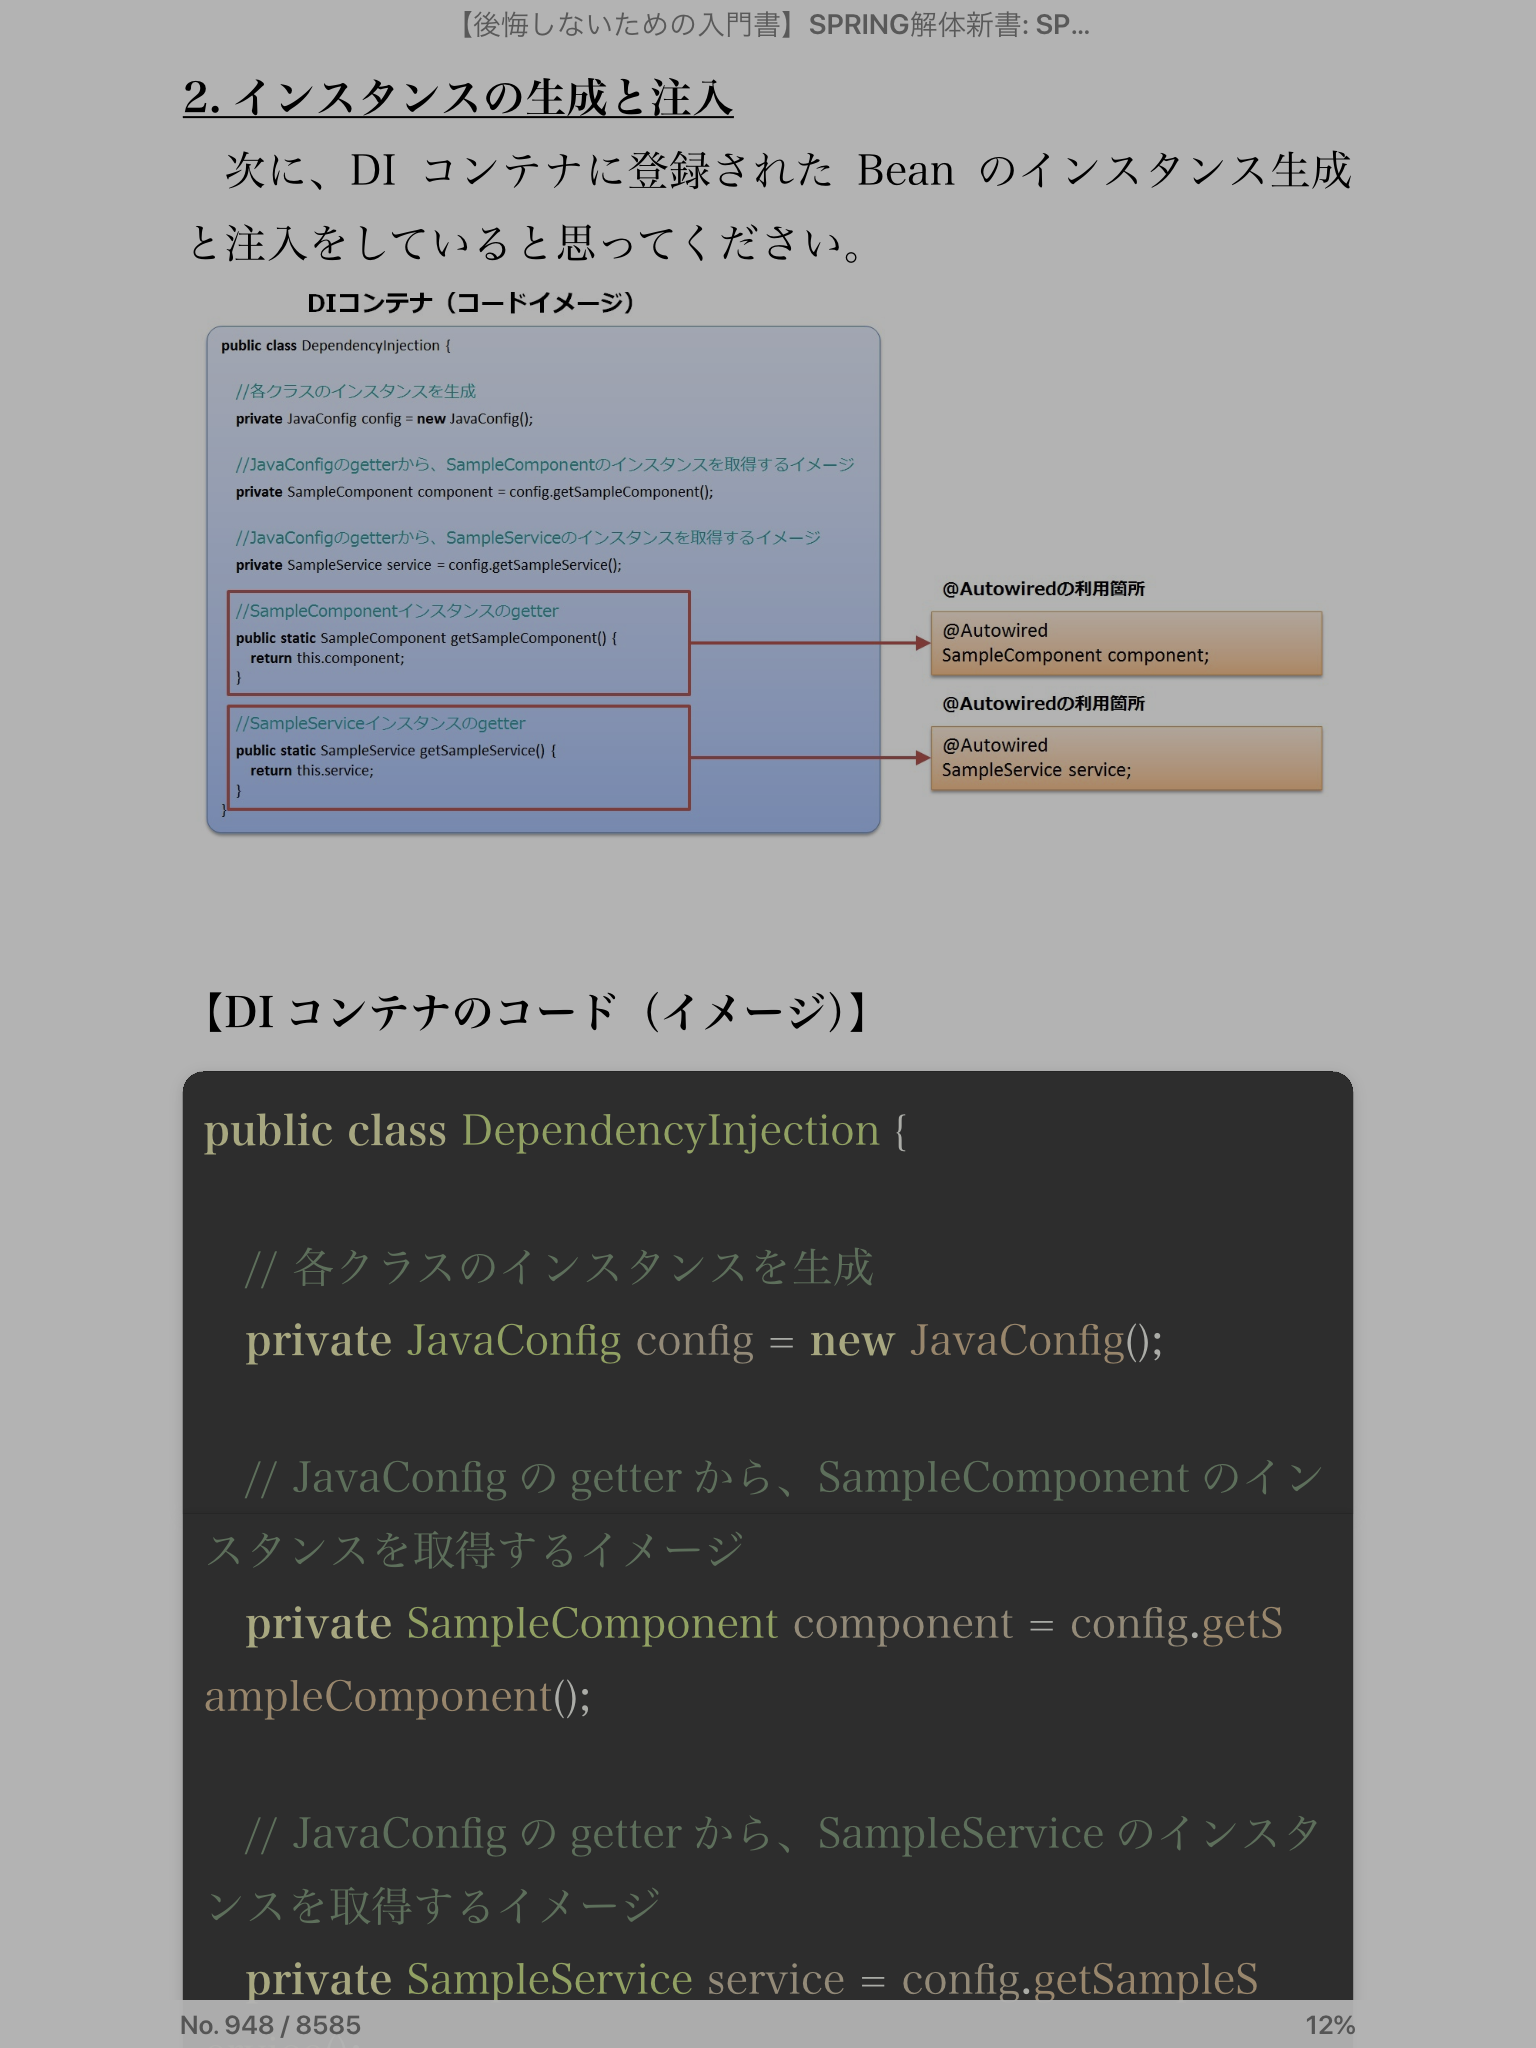 【後悔しないための入門書】SPRING解体新書: SP...
2. インスタンスの生成と注入
次に、DI コンテナに登録された Bean のインスタンス生成
と注入をしていると思ってください。
DIコンテナ（コードイメージ）
public class DependencyInjection {
//各クラスのインスタンスを生成
private JavaConfig config = new JavaConfig();
//JavaConfigのgetterから、SampleComponentのインスタンスを取得するイメージ
private SampleComponent component = config.getSampleComponent();
//JavaConfigのgetterから、SampleServiceのインスタンスを取得するイメージ
private SampleService service = config.getSampleService();
//SampleComponentインスタンスのgetter
public static SampleComponent getSampleComponent() {
return this.component;
}
//SampleServiceインスタンスのgetter
public static SampleService getSampleService() {
return this.service;
}
}
@Autowiredの利用箇所
@Autowired
SampleComponent component;
@Autowiredの利用箇所
@Autowired
SampleService service;
【DI コンテナのコード（イメージ）】
public class DependencyInjection {
// 各クラスのインスタンスを生成
private JavaConfig config = new JavaConfig();
// JavaConfig の getter から、SampleComponent のイン
スタンスを取得するイメージ
private SampleComponent component = config.getS
ampleComponent();
// JavaConfig の getter から、SampleService のインスタ
ンスを取得するイメージ
private SampleService service = config.getSampleS
No. 948 / 8585
12%